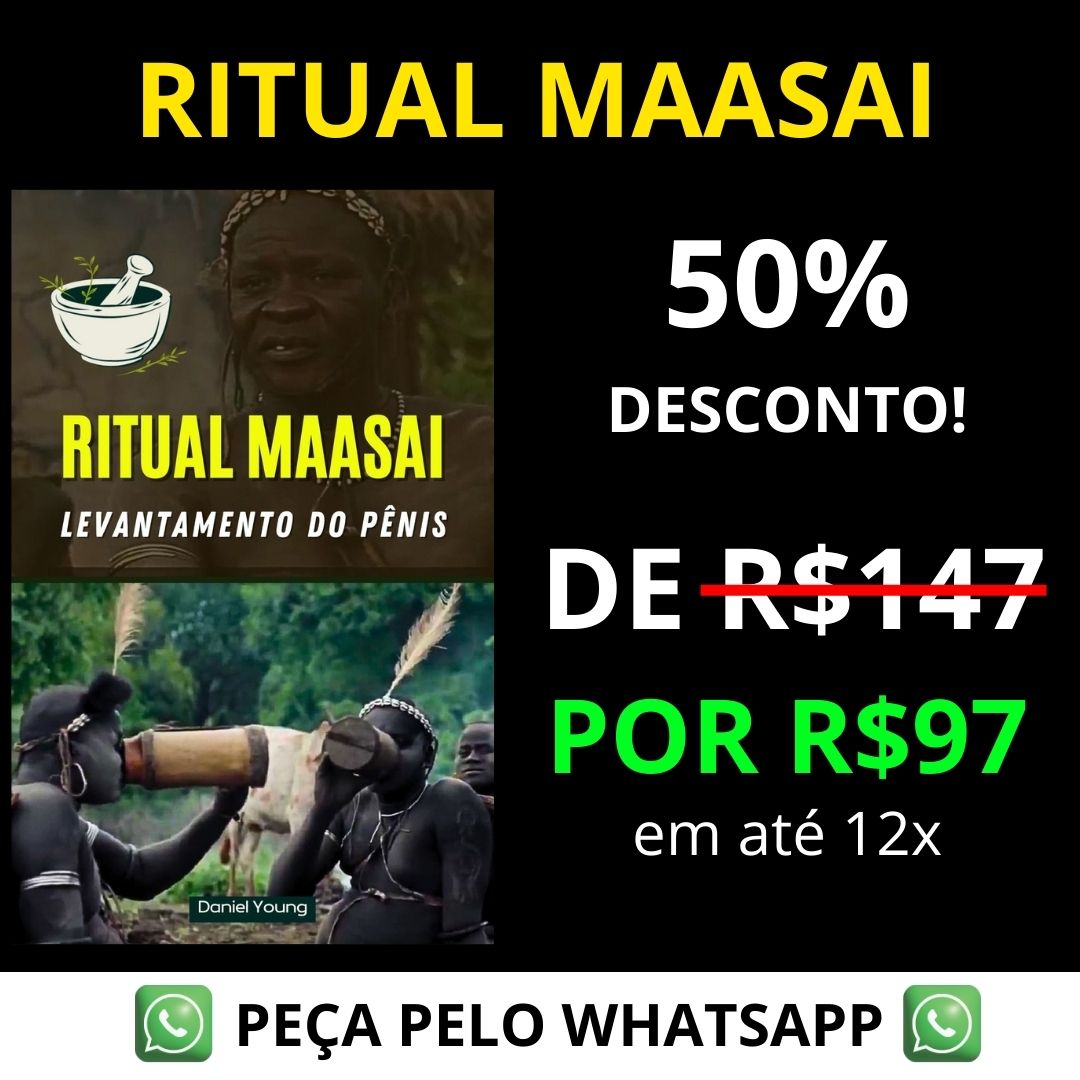 RITUAL MAASAI
RITUAL MAASAI
LEVANTAMENTO DO PÊNIS
Daniel Young
50%
DESCONTO!
DE R$147
POR R$97
em até 12x
PEÇA PELO WHATSAPP